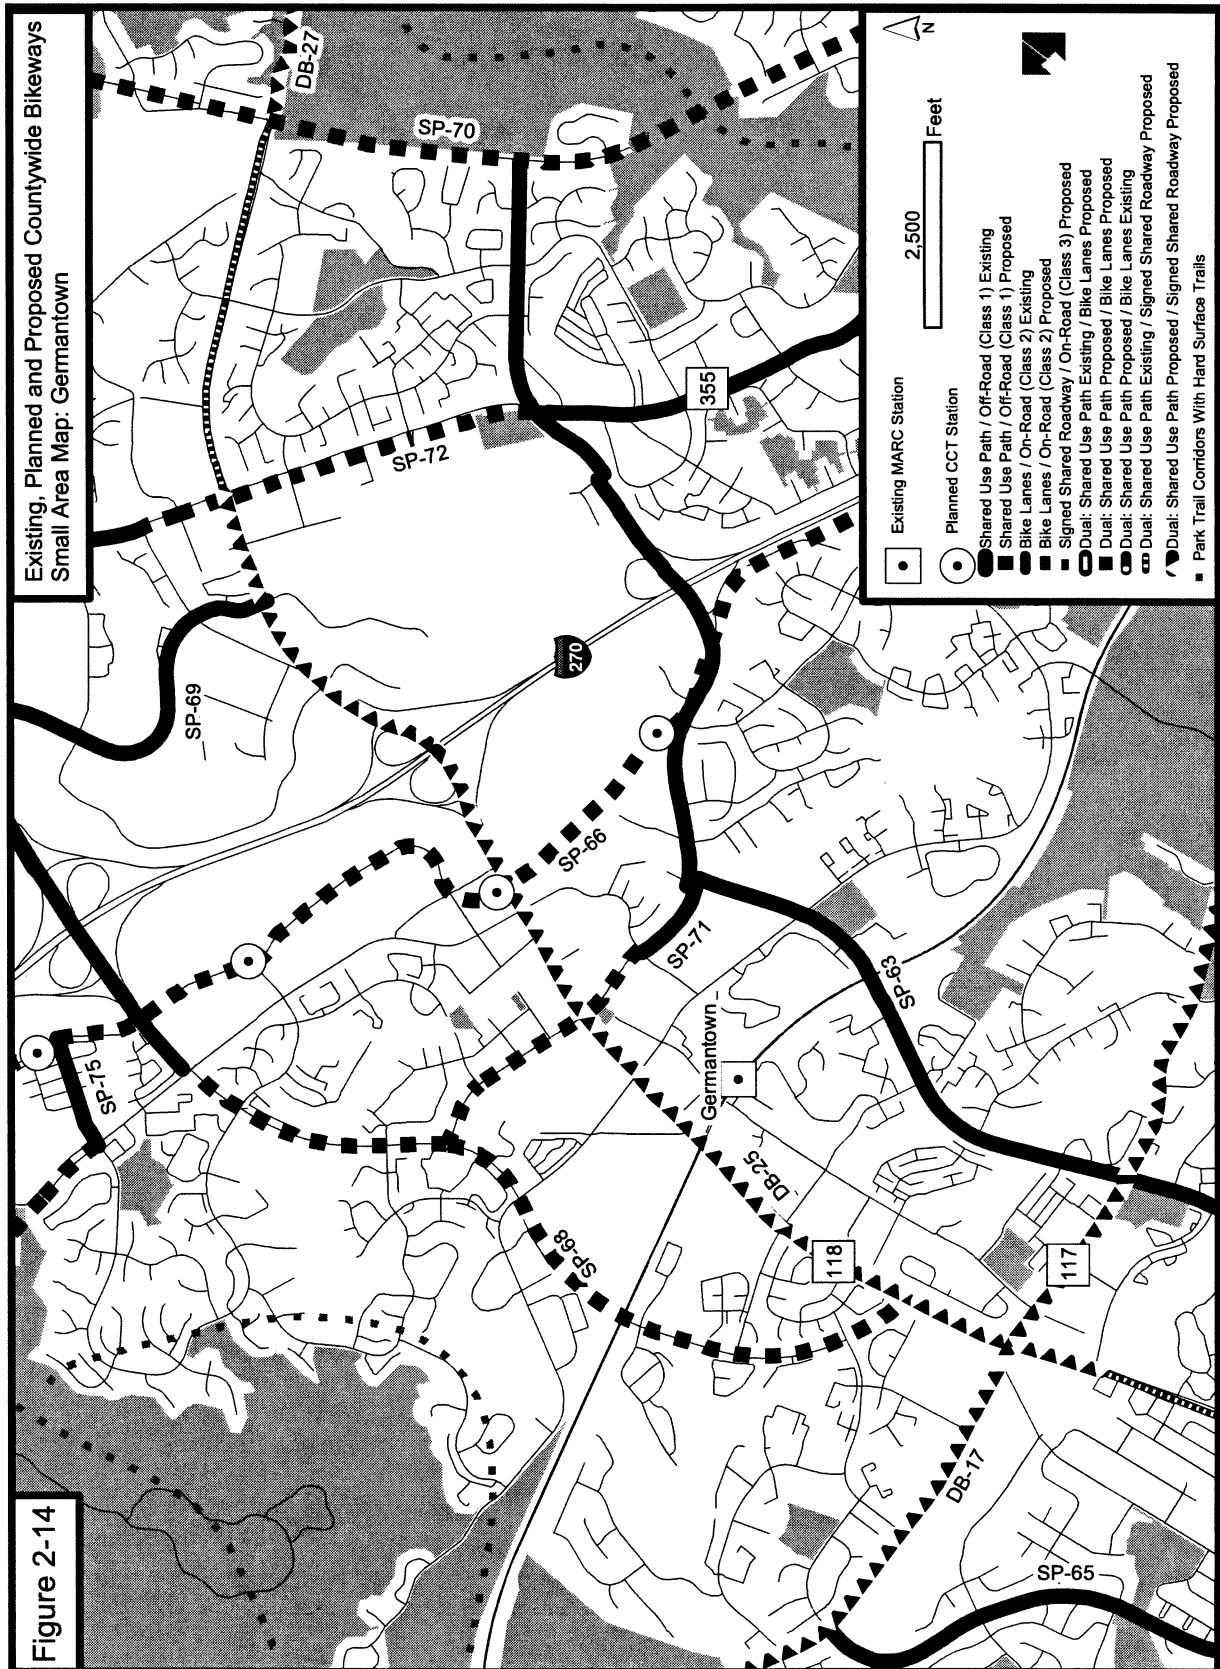 Figure 2-14
Existing, Planned and Proposed Countywide Bikeways
Small Area Map: Germantown
DB-27
SP-70
SP-72
355
SP-69
270
SP-66
SP-75
SP-71
SP-63
Germantown
SP-68
DB-25
118
117
DB-17
SP-65
N
2,500
Feet
Existing MARC Station
Planned CCT Station
Shared Use Path / Off-Road (Class 1) Existing
Shared Use Path / Off-Road (Class 1) Proposed
Bike Lanes / On-Road (Class 2) Existing
Bike Lanes / On-Road (Class 2) Proposed
Signed Shared Roadway / On-Road (Class 3) Proposed
Dual: Shared Use Path Existing / Bike Lanes Proposed
Dual: Shared Use Path Proposed / Bike Lanes Proposed
Dual: Shared Use Path Proposed / Bike Lanes Existing
Dual: Shared Use Path Existing / Signed Shared Roadway Proposed
Dual: Shared Use Path Proposed / Signed Shared Roadway Proposed
Park Trail Corridors With Hard Surface Trails